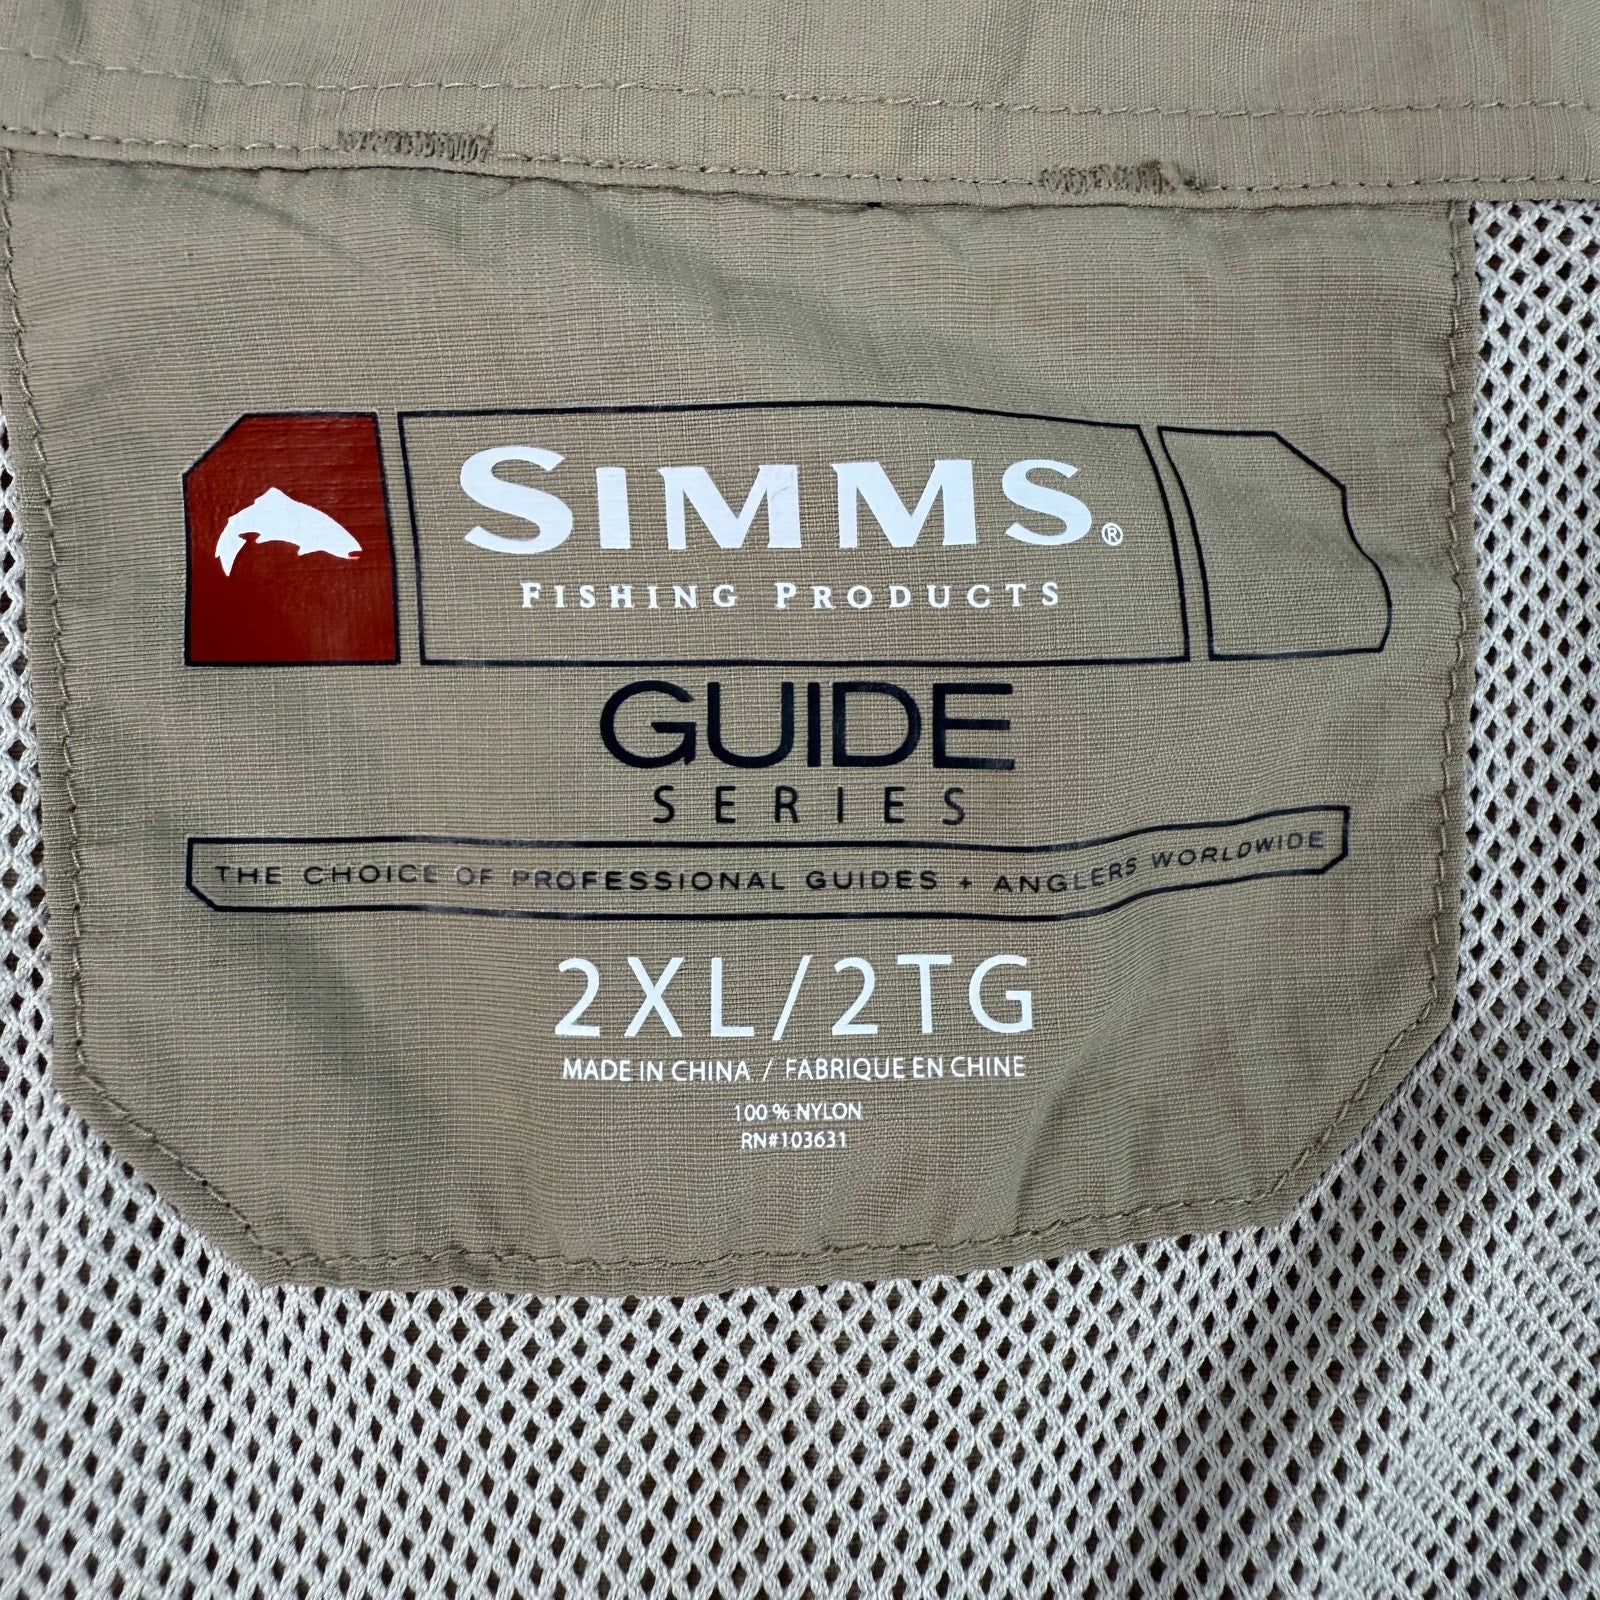 SIMMS®
FISHING PRODUCTS
GUIDE
SERIES
THE CHOICE OF PROFESSIONAL GUIDES + ANGLERS WORLDWIDE
2XL/2TG
MADE IN CHINA / FABRIQUE EN CHINE
100 % NYLON
RN#103631